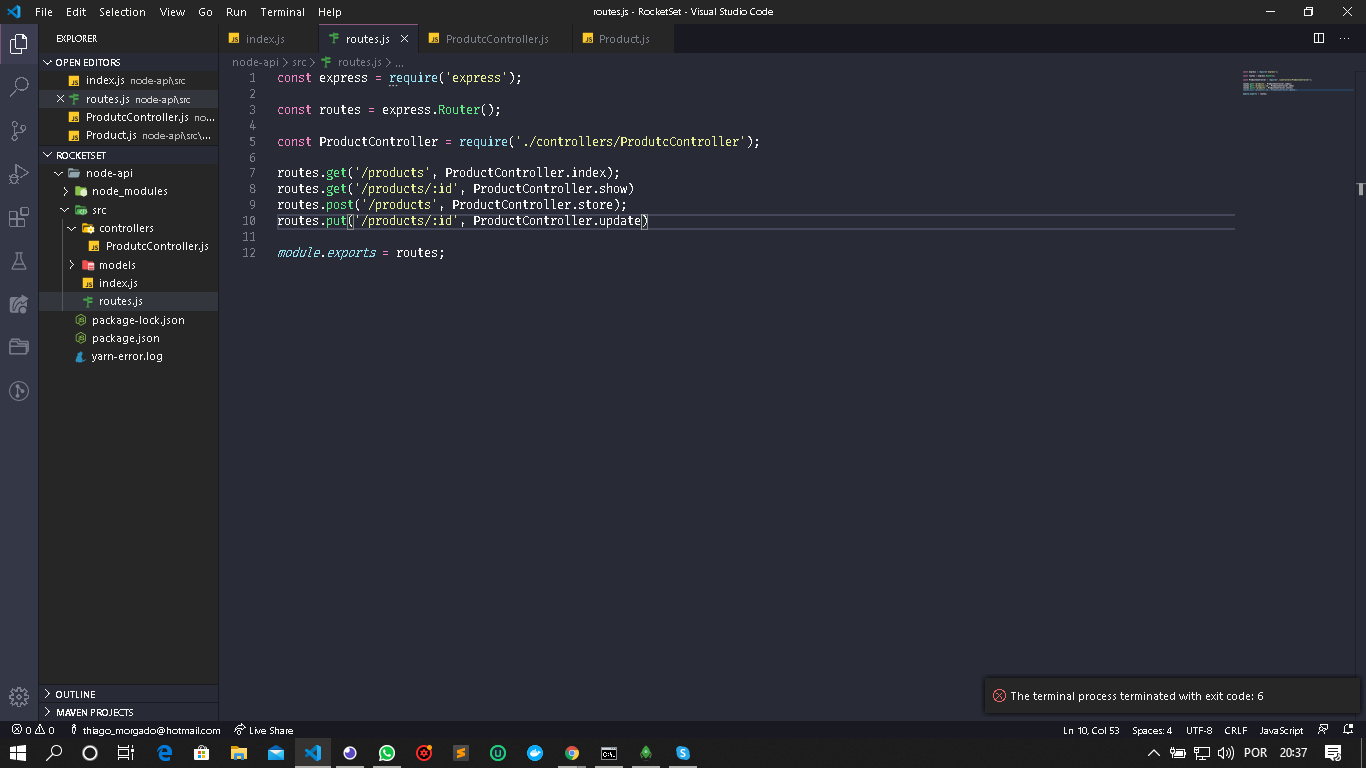 File Edit Selection View Go Run Terminal Help
routes.js - RocketSet - Visual Studio Code
EXPLORER
OPEN EDITORS
index.js node-api\src
routes.js node-api\src
ProdutcController.js no...
Product.js node-api\src\...
ROCKETSET
node-api
node_modules
src
controllers
ProdutcController.js
models
index.js
routes.js
package-lock.json
package.json
yarn-error.log
OUTLINE
MAVEN PROJECTS
index.js routes.js ProdutcController.js Product.js
node-api > src > routes.js > ...
1 const express = require('express');
2
3 const routes = express.Router();
4
5 const ProductController = require('./controllers/ProdutcController');
6
7 routes.get('/products', ProductController.index);
8 routes.get('/products/:id', ProductController.show)
9 routes.post('/products', ProductController.store);
10 routes.put('/products/:id', ProductController.update)
11
12 module.exports = routes;
The terminal process terminated with exit code: 6
0 0 thiago_morgado@hotmail.com Live Share
Ln 10, Col 53 Spaces: 4 UTF-8 CRLF JavaScript
POR 20:37